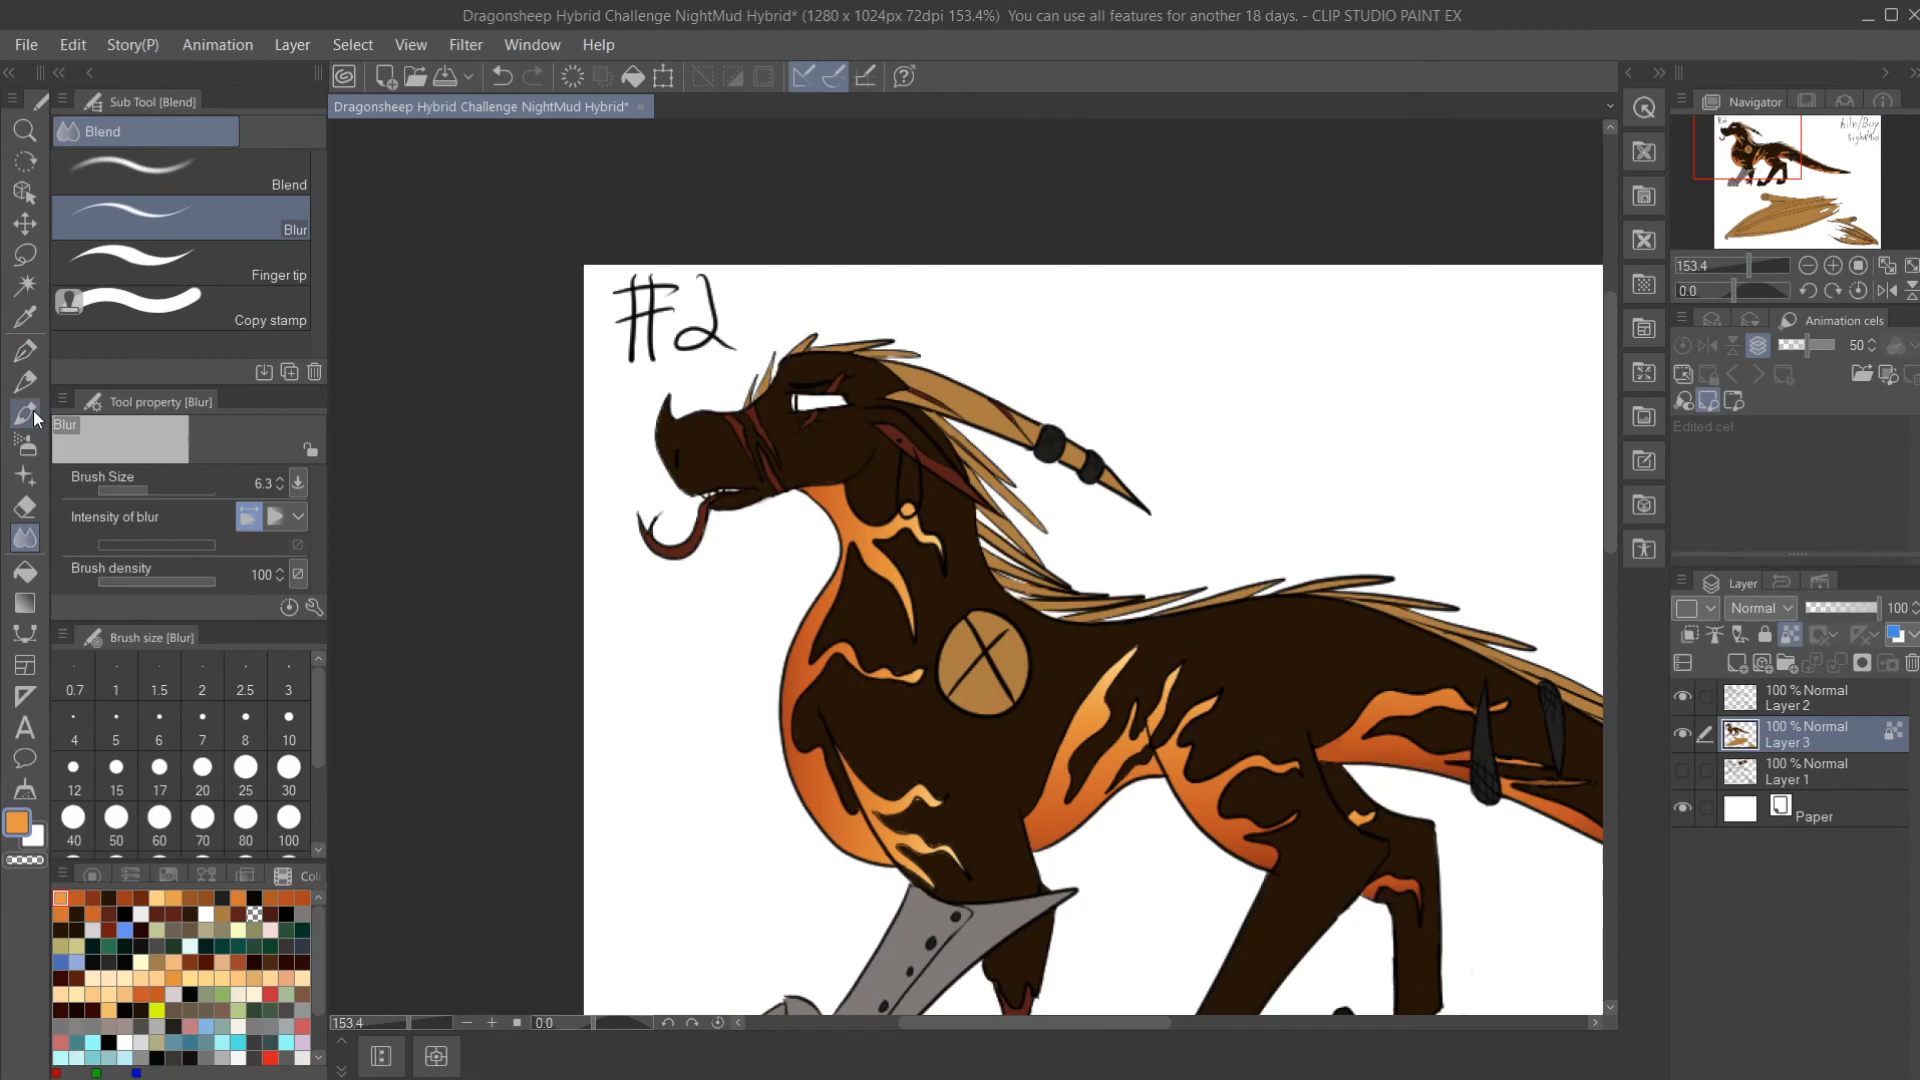 Dragonsheep Hybrid Challenge NightMud Hybrid* (1280 x 1024px 72dpi 153.4%)  You can use all features for another 18 days. - CLIP STUDIO PAINT EX
File Edit Story(P) Animation Layer Select View Filter Window Help
Sub Tool [Blend]
Blend
Blend
Blur
Finger tip
Copy stamp
Tool property [Blur]
Blur
Brush Size 6.3
Intensity of blur
Brush density 100
Brush size [Blur]
0.7 1 1.5 2 2.5 3
4 5 6 7 8 10
12 15 17 20 25 30
40 50 60 70 80 100
Dragonsheep Hybrid Challenge NightMud Hybrid*
#2
153.4 0.0
Navigator
#2
153.4
0.0
Animation cels
50
Edited cel
Layer
Normal 100
100 % Normal
Layer 2
100 % Normal
Layer 3
100 % Normal
Layer 1
Paper